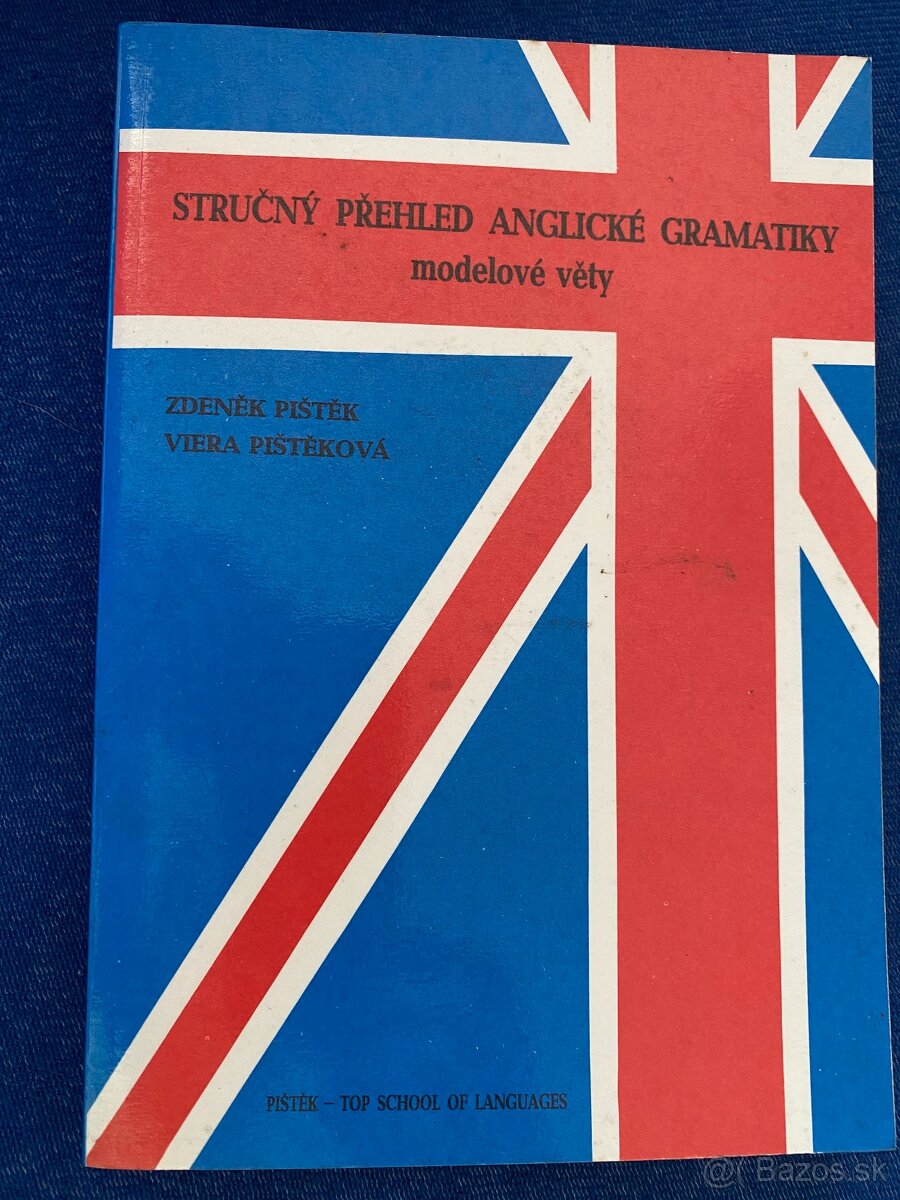 STRUČNÝ PŘEHLED ANGLICKÉ GRAMATIKY
modelové věty
ZDENĚK PIŠTĚK
VIERA PIŠTĚKOVÁ
PIŠTĚK – TOP SCHOOL OF LANGUAGES
@( Bazos.sk